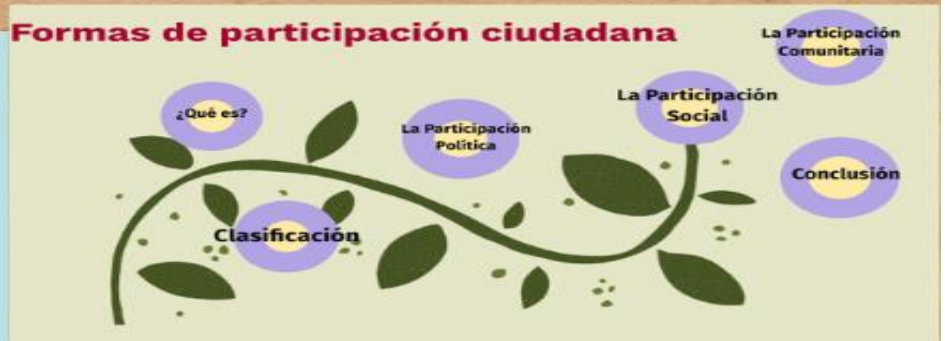 Formas de participación ciudadana
La Participación
Comunitaria
¿Qué es?
La Participación
Política
La Participación
Social
Clasificación
Conclusión